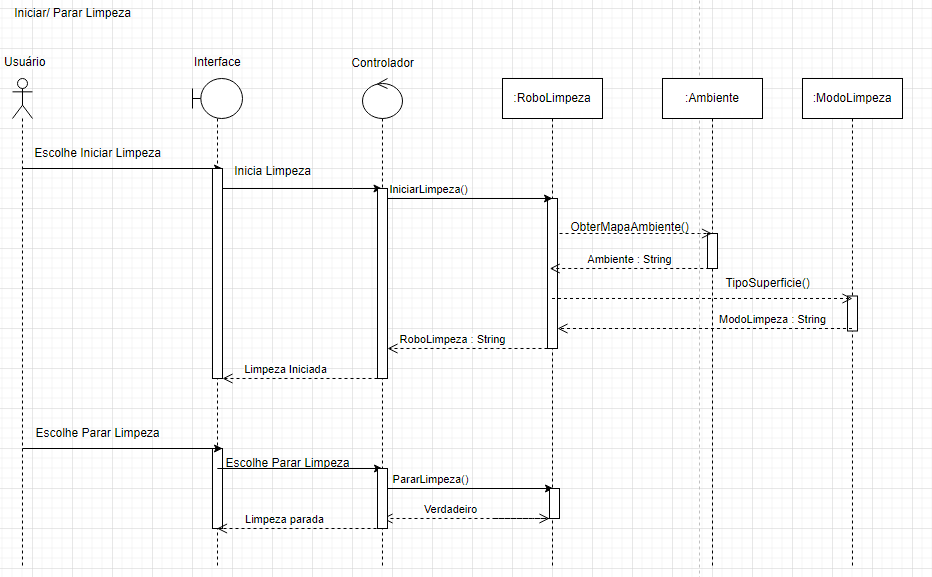 Iniciar/ Parar Limpeza
Usuário
Interface
Controlador
:RoboLimpeza
:Ambiente
:ModoLimpeza
Escolhe Iniciar Limpeza
Inicia Limpeza
IniciarLimpeza()
ObterMapaAmbiente()
Ambiente : String
TipoSuperficie()
ModoLimpeza : String
RoboLimpeza : String
Limpeza Iniciada
Escolhe Parar Limpeza
Escolhe Parar Limpeza
PararLimpeza()
Verdadeiro
Limpeza parada